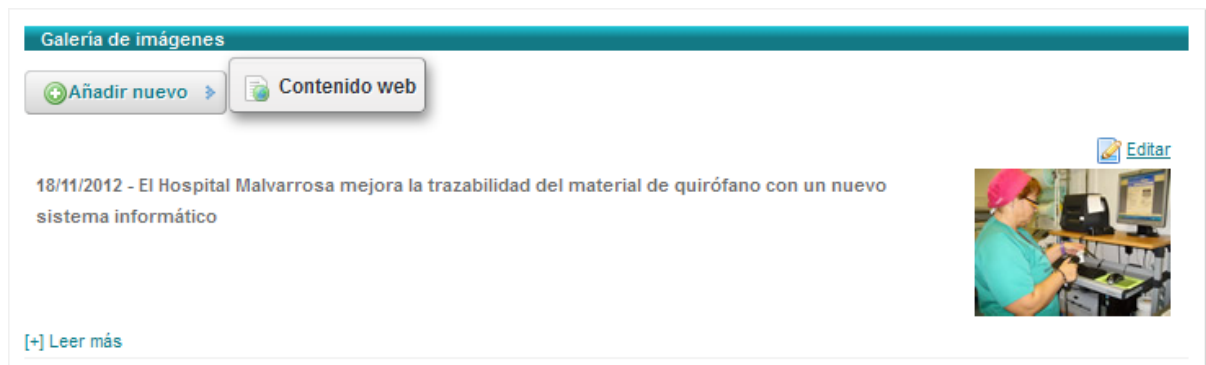 Galería de imágenes
Añadir nuevo
Contenido web
Editar
18/11/2012 - El Hospital Malvarrosa mejora la trazabilidad del material de quirófano con un nuevo
sistema informático
[+] Leer más